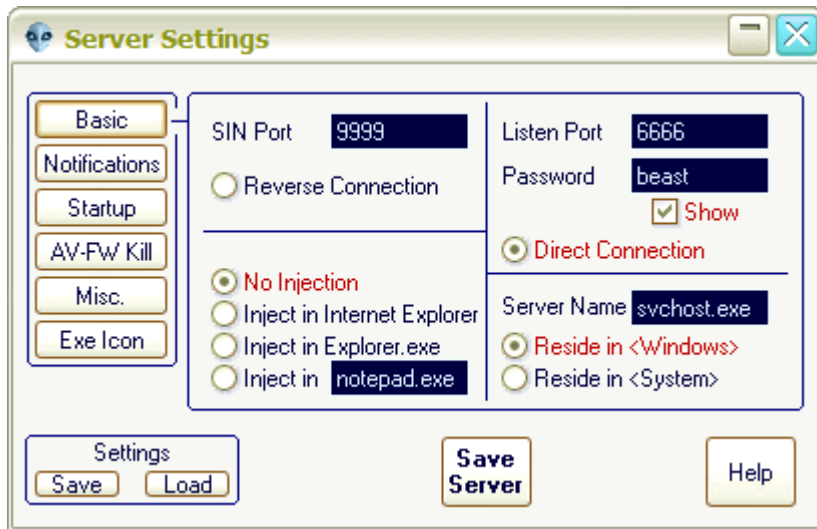 Server Settings
Basic
Notifications
Startup
AV-FW Kill
Misc.
Exe Icon
SIN Port 9999
Reverse Connection
No Injection
Inject in Internet Explorer
Inject in Explorer.exe
Inject in notepad.exe
Listen Port 6666
Password beast
Show
Direct Connection
Server Name svchost.exe
Reside in <Windows>
Reside in <System>
Settings
Save Load
Save
Server
Help